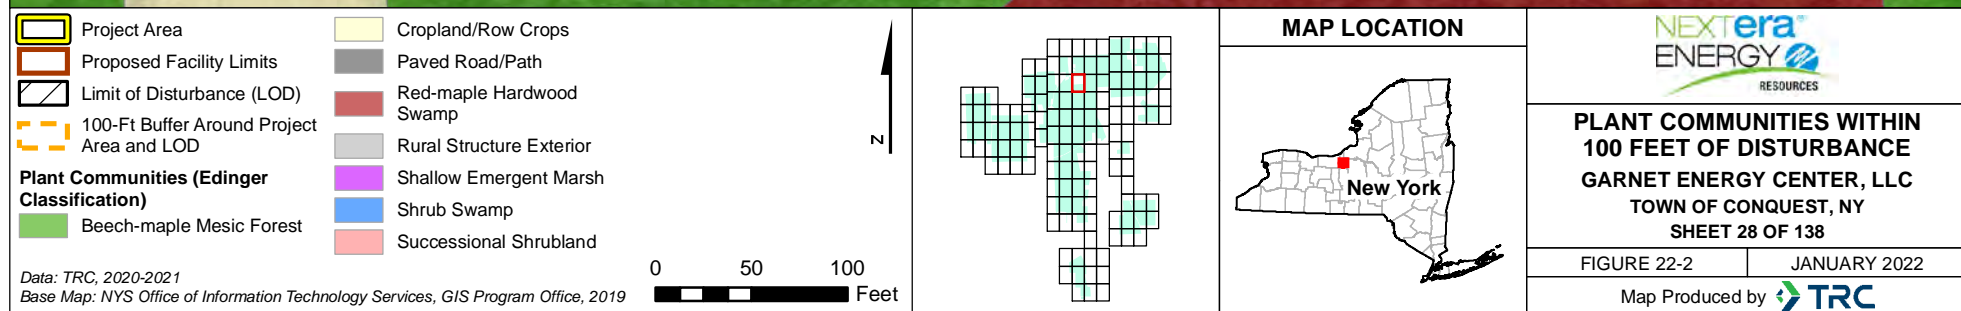 Project Area
Proposed Facility Limits
Limit of Disturbance (LOD)
100-Ft Buffer Around Project
Area and LOD
Plant Communities (Edinger
Classification)
Beech-maple Mesic Forest
Cropland/Row Crops
Paved Road/Path
Red-maple Hardwood
Swamp
Rural Structure Exterior
Shallow Emergent Marsh
Shrub Swamp
Successional Shrubland
Data: TRC, 2020-2021
Base Map: NYS Office of Information Technology Services, GIS Program Office, 2019
N
0 50 100
Feet
MAP LOCATION
New York
NEXTera
ENERGY
RESOURCES
PLANT COMMUNITIES WITHIN
100 FEET OF DISTURBANCE
GARNET ENERGY CENTER, LLC
TOWN OF CONQUEST, NY
SHEET 28 OF 138
FIGURE 22-2
JANUARY 2022
Map Produced by TRC